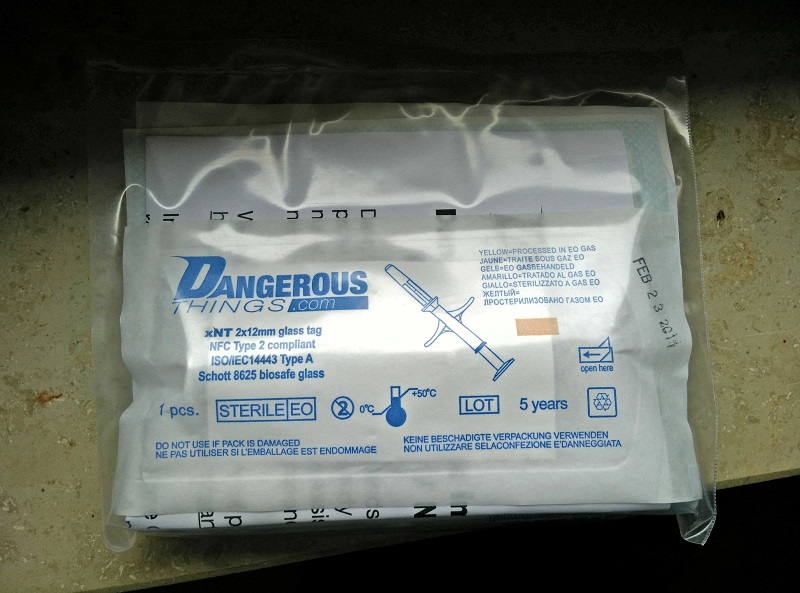 DANGEROUS
THINGS.com
xNT 2x12mm glass tag
NFC Type 2 compliant
ISO/IEC14443 Type A
Schott 8625 biosafe glass
YELLOW=PROCESSED IN EO GAS
JAUNE=TRAITE SOUS GAZ EO
GELB=EO GASBEHANDELD
AMARILLO=TRATADO AL GAS EO
GIALLO=STERILIZZATO A GAS EO
ЖЕЛТЫЙ=
ПРОСТЕРИЛИЗОВАНО ГАЗОМ EO
FEB 23 2014
open here
1 pcs.
STERILE EO
2
0°C
+50°C
LOT
5 years
DO NOT USE IF PACK IS DAMAGED
NE PAS UTILISER SI L'EMBALLAGE EST ENDOMMAGE
KEINE BESCHADIGTE VERPACKUNG VERWENDEN
NON UTILIZZARE SELACONFEZIONE E'DANNEGGIATA